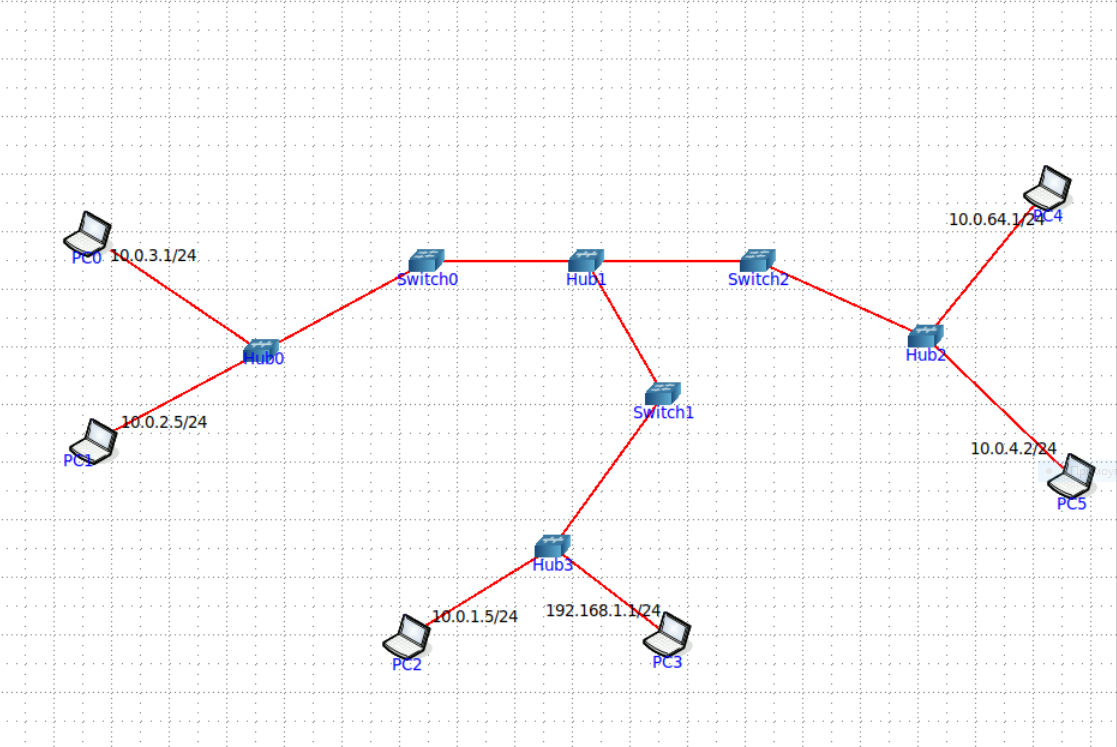 10.0.64.1/24
PC4
PC0
10.0.3.1/24
Switch0
Hub1
Switch2
Hub0
Hub2
Switch1
10.0.2.5/24
PC1
10.0.4.2/24
PC5
Hub3
10.0.1.5/24
192.168.1.1/24
PC2
PC3